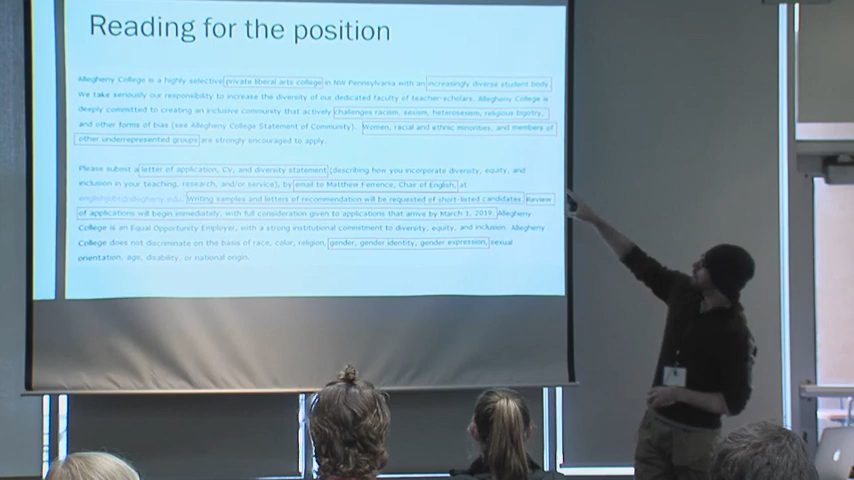 Reading for the position
Allegheny College is a highly selective private liberal arts college in NW Pennsylvania with an increasingly diverse student body.
We take seriously our responsibility to increase the diversity of our dedicated faculty of teacher-scholars. Allegheny College is
deeply committed to creating an inclusive community that actively challenges racism, sexism, heterosexism, religious bigotry,
and other forms of bias (see Allegheny College Statement of Community). Women, racial and ethnic minorities, and members of
other underrepresented groups are strongly encouraged to apply.
Please submit a letter of application, CV, and diversity statement (describing how you incorporate diversity, equity, and
inclusion in your teaching, research, and/or service), by email to Matthew Ferrence, Chair of English, at
englishjobs@allegheny.edu. Writing samples and letters of recommendation will be requested of short-listed candidates. Review
of applications will begin immediately, with full consideration given to applications that arrive by March 1, 2019. Allegheny
College is an Equal Opportunity Employer, with a strong institutional commitment to diversity, equity, and inclusion. Allegheny
College does not discriminate on the basis of race, color, religion, gender, gender identity, gender expression, sexual
orientation, age, disability, or national origin.